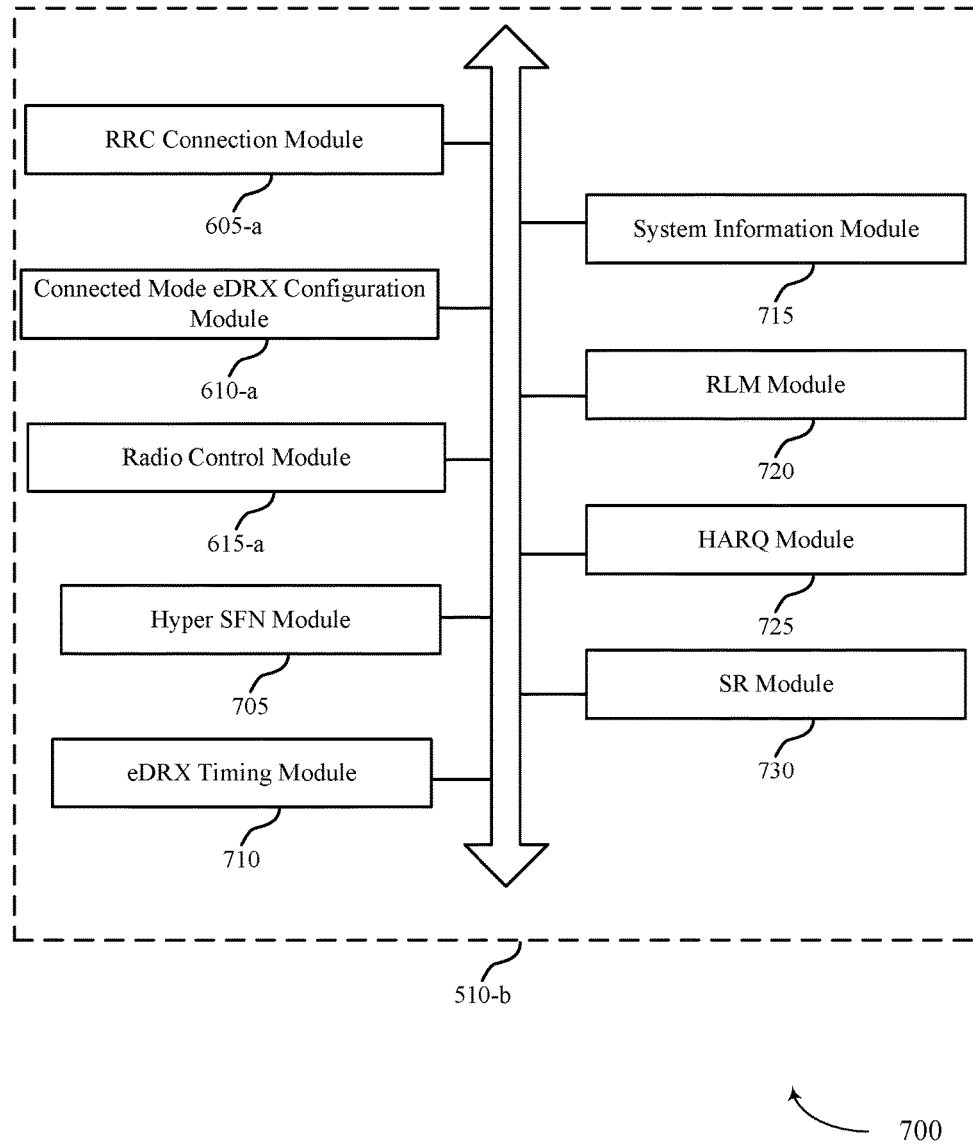 RRC Connection Module
605-a
Connected Mode eDRX Configuration
Module
610-a
Radio Control Module
615-a
Hyper SFN Module
705
eDRX Timing Module
710
System Information Module
715
RLM Module
720
HARQ Module
725
SR Module
730
510-b
700